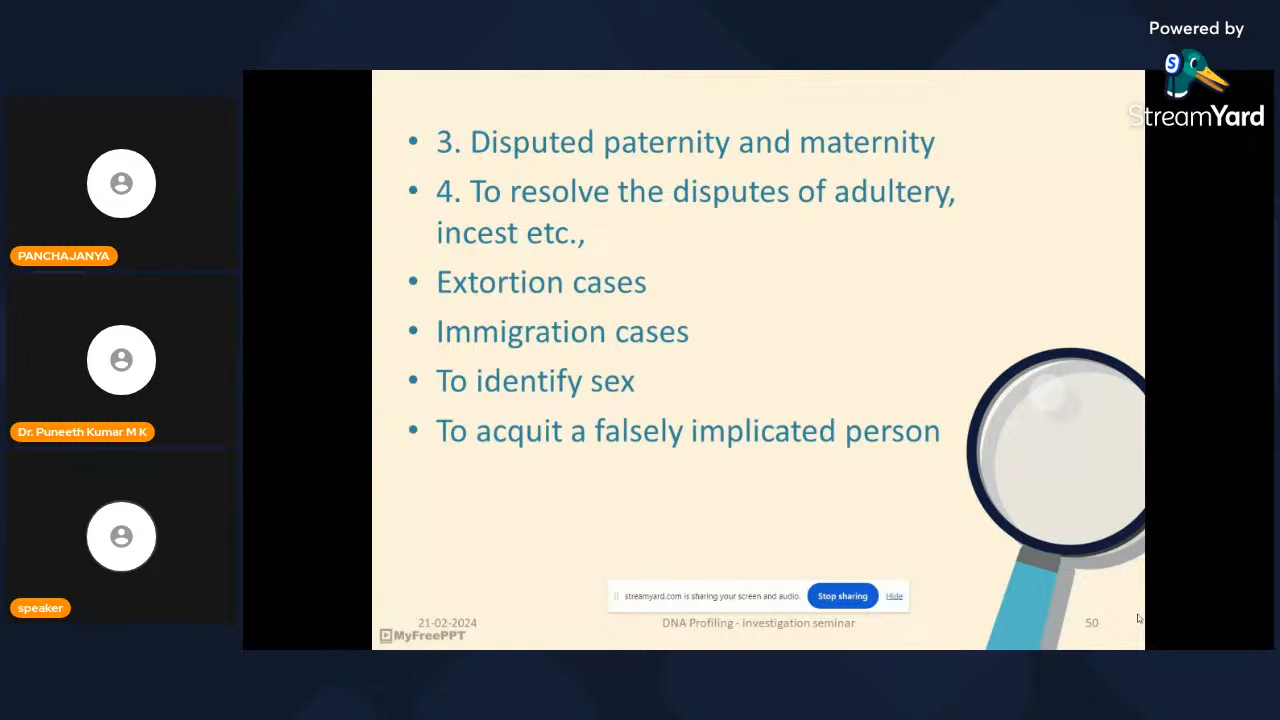 Powered by
S
StreamYard
PANCHAJANYA
Dr. Puneeth Kumar M K
speaker
• 3. Disputed paternity and maternity
• 4. To resolve the disputes of adultery,
incest etc.,
• Extortion cases
• Immigration cases
• To identify sex
• To acquit a falsely implicated person
streamyard.com is sharing your screen and audio. Stop sharing Hide
21-02-2024 DNA Profiling - investigation seminar 50
MyFreePPT